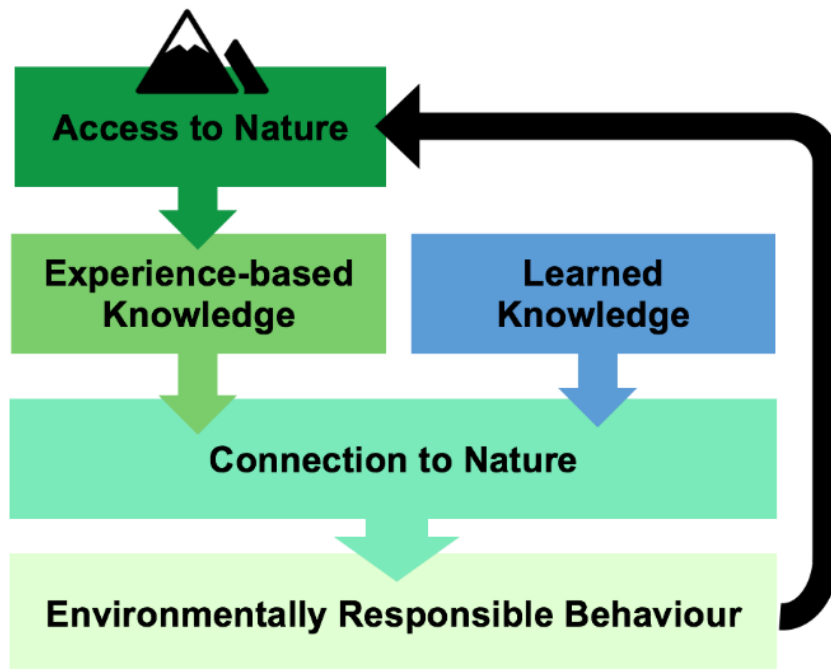 Access to Nature
Experience-based
Knowledge
Learned
Knowledge
Connection to Nature
Environmentally Responsible Behaviour